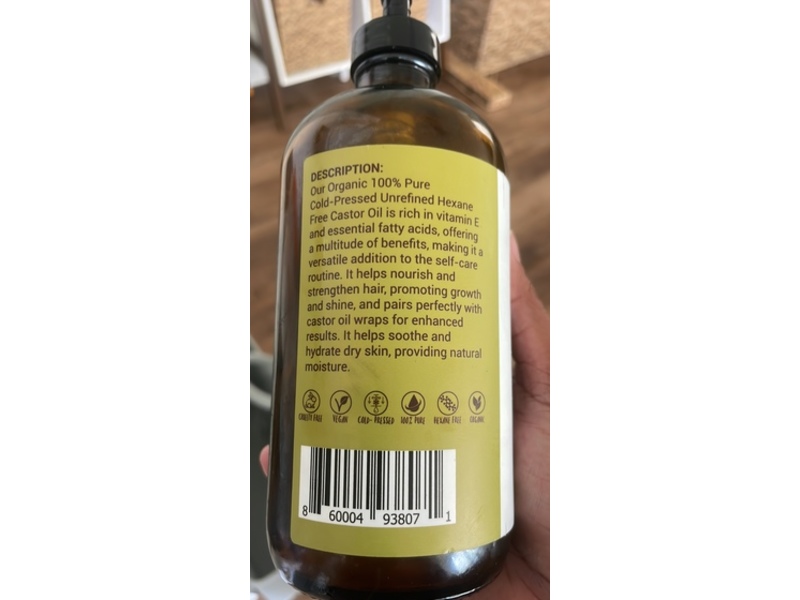 DESCRIPTION:
Our Organic 100% Pure
Cold-Pressed Unrefined Hexane
Free Castor Oil is rich in vitamin E
and essential fatty acids, offering
a multitude of benefits, making it a
versatile addition to the self-care
routine. It helps nourish and
strengthen hair, promoting growth
and shine, and pairs perfectly with
castor oil wraps for enhanced
results. It helps soothe and
hydrate dry skin, providing natural
moisture.
CRUELTY FREE VEGAN COLD-PRESSED 100% PURE HEXANE FREE ORGANIC
8 60004 93807 1